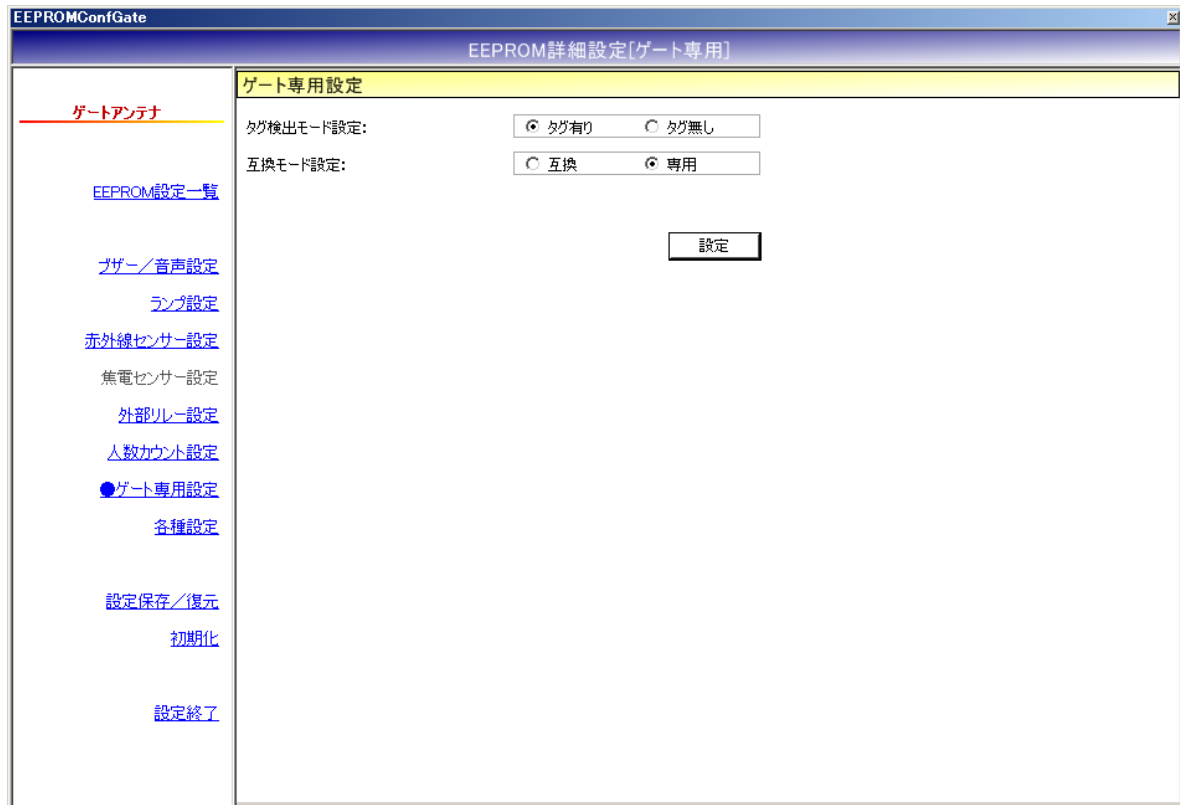 EEPROMConfGate
EEPROM詳細設定[ゲート専用]
ゲートアンテナ
EEPROM設定一覧
ブザー／音声設定
ランプ設定
赤外線センサー設定
焦電センサー設定
外部リレー設定
人数カウント設定
●ゲート専用設定
各種設定
設定保存／復元
初期化
設定終了
ゲート専用設定
タグ検出モード設定: タグ有り タグ無し
互換モード設定: 互換 専用
設定